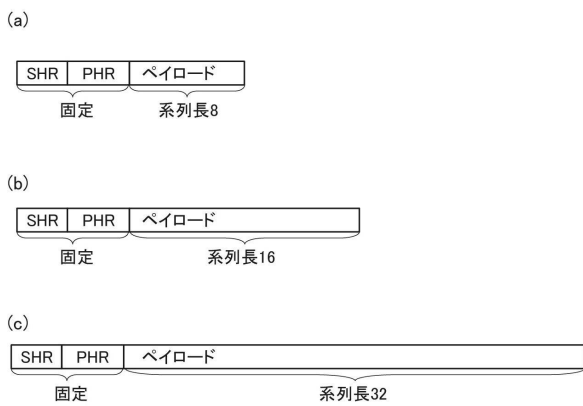 (a)
SHR PHR ペイロード
固定 系列長8
(b)
SHR PHR ペイロード
固定 系列長16
(c)
SHR PHR ペイロード
固定 系列長32